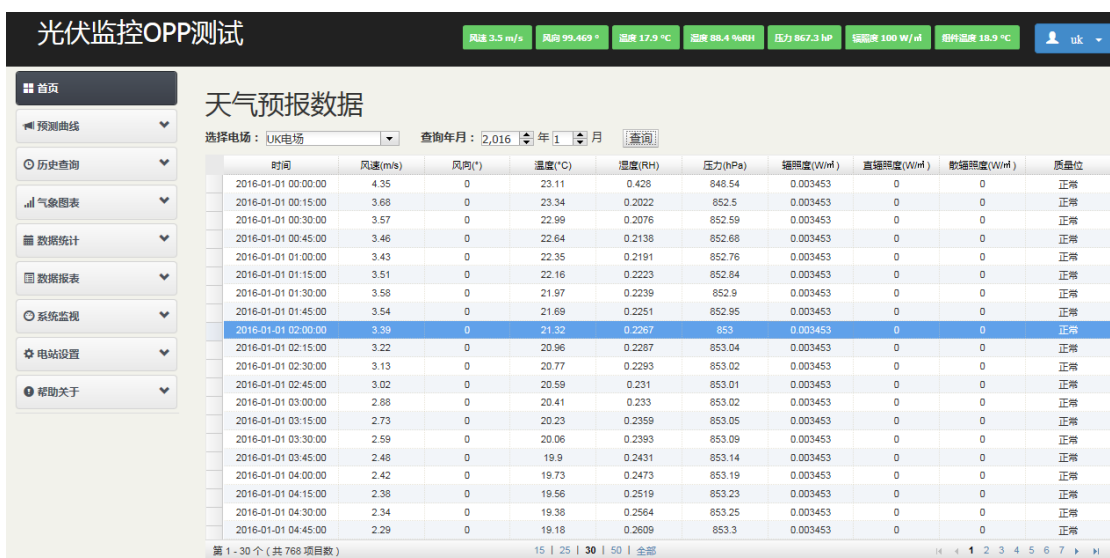 光伏监控OPP测试
风速 3.5 m/s 风向 99.469 ° 温度 17.9 °C 湿度 88.4 %RH 压力 867.3 hP 辐照度 100 W/㎡ 组件温度 18.9 °C uk
首页
预测曲线
历史查询
气象图表
数据统计
数据报表
系统监视
电站设置
帮助关于
天气预报数据
选择电场： UK电场 查询年月： 2,016 年 1 月 查询
时间 风速(m/s) 风向(°) 温度(°C) 湿度(RH) 压力(hPa) 辐照度(W/㎡) 直辐照度(W/㎡) 散辐照度(W/㎡) 质量位
2016-01-01 00:00:00 4.35 0 23.11 0.428 848.54 0.003453 0 0 正常
2016-01-01 00:15:00 3.68 0 23.34 0.2022 852.5 0.003453 0 0 正常
2016-01-01 00:30:00 3.57 0 22.99 0.2076 852.59 0.003453 0 0 正常
2016-01-01 00:45:00 3.46 0 22.64 0.2138 852.68 0.003453 0 0 正常
2016-01-01 01:00:00 3.43 0 22.35 0.2191 852.76 0.003453 0 0 正常
2016-01-01 01:15:00 3.51 0 22.16 0.2223 852.84 0.003453 0 0 正常
2016-01-01 01:30:00 3.58 0 21.97 0.2239 852.9 0.003453 0 0 正常
2016-01-01 01:45:00 3.54 0 21.69 0.2251 852.95 0.003453 0 0 正常
2016-01-01 02:00:00 3.39 0 21.32 0.2267 853 0.003453 0 0 正常
2016-01-01 02:15:00 3.22 0 20.96 0.2287 853.04 0.003453 0 0 正常
2016-01-01 02:30:00 3.13 0 20.77 0.2293 853.02 0.003453 0 0 正常
2016-01-01 02:45:00 3.02 0 20.59 0.231 853.01 0.003453 0 0 正常
2016-01-01 03:00:00 2.88 0 20.41 0.233 853.02 0.003453 0 0 正常
2016-01-01 03:15:00 2.73 0 20.23 0.2359 853.05 0.003453 0 0 正常
2016-01-01 03:30:00 2.59 0 20.06 0.2393 853.09 0.003453 0 0 正常
2016-01-01 03:45:00 2.48 0 19.9 0.2431 853.14 0.003453 0 0 正常
2016-01-01 04:00:00 2.42 0 19.73 0.2473 853.19 0.003453 0 0 正常
2016-01-01 04:15:00 2.38 0 19.56 0.2519 853.23 0.003453 0 0 正常
2016-01-01 04:30:00 2.34 0 19.38 0.2564 853.25 0.003453 0 0 正常
2016-01-01 04:45:00 2.29 0 19.18 0.2609 853.3 0.003453 0 0 正常
第 1 - 30 个 ( 共 768 项目数 ) 15 | 25 | 30 | 50 | 全部 1 2 3 4 5 6 7